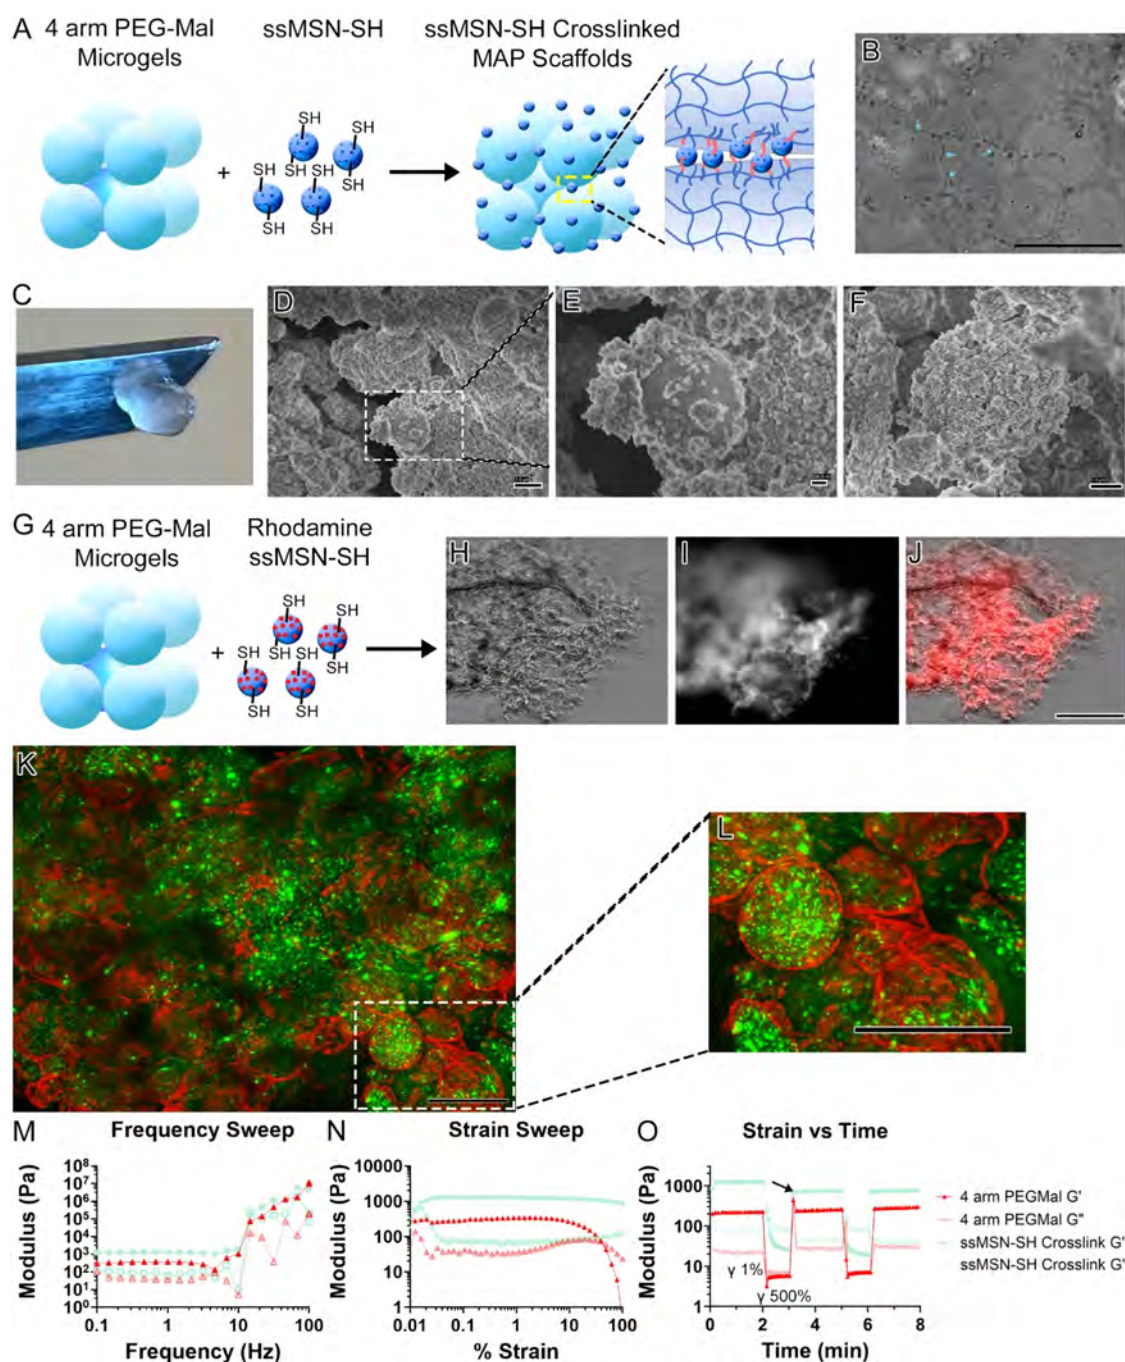 A
4 arm PEG-Mal
Microgels
ssMSN-SH
ssMSN-SH Crosslinked
MAP Scaffolds
B
+
SH
SH
SH
SH
SH
SH
SH
SH
C
D
E
F
G
4 arm PEG-Mal
Microgels
Rhodamine
ssMSN-SH
+
SH
SH
SH
SH
SH
SH
SH
SH
H
I
J
K
L
M
Frequency Sweep
Modulus (Pa)
10⁸
10⁷
10⁶
10⁵
10⁴
10³
10²
10¹
10⁰
0.1
1
10
100
Frequency (Hz)
N
Strain Sweep
Modulus (Pa)
10000
1000
100
10
1
0.01
0.1
1
10
100
% Strain
O
Strain vs Time
Modulus (Pa)
1000
100
10
1
γ 1%
γ 500%
0
2
4
6
8
Time (min)
4 arm PEGMal G'
4 arm PEGMal G"
ssMSN-SH Crosslink G'
ssMSN-SH Crosslink G'